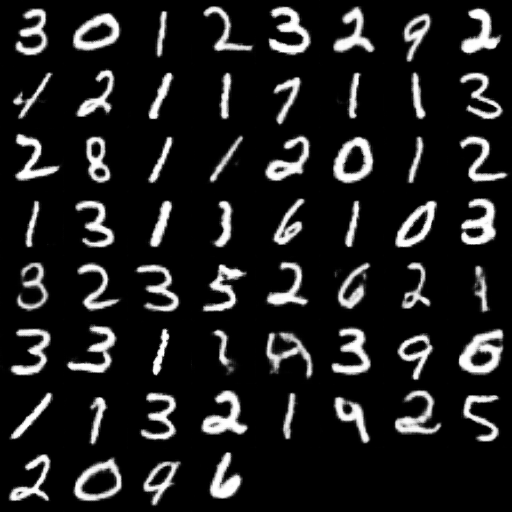 3 0 1 2 3 2 9 2
2 1 1 7 1 1 3
2 8 1 1 2 0 1 2
1 3 1 3 6 1 0 3
8 2 3 5 2 6 2 1
3 3 1 3 9 6
1 1 3 2 1 9 2 5
2 0 9 6